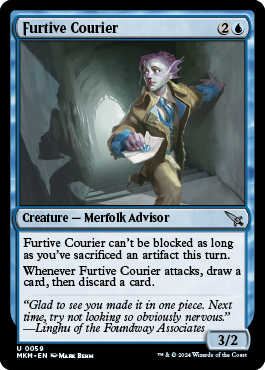 Furtive Courier 2
Creature — Merfolk Advisor
Furtive Courier can't be blocked as long
as you've sacrificed an artifact this turn.
Whenever Furtive Courier attacks, draw a
card, then discard a card.
“Glad to see you made it in one piece. Next
time, try not looking so obviously nervous.”
—Linghu of the Foundway Associates
3/2
U 0059
MKM • EN Mark Behm
™ & © 2024 Wizards of the Coast